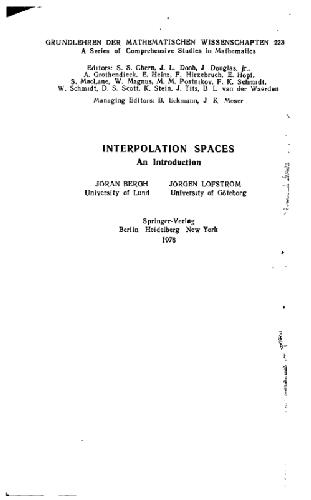 GRUNDLEHREN DER MATHEMATISCHEN WISSENSCHAFTEN 223
A Series of Comprehensive Studies in Mathematics
Editors: S. S. Chern, J. L. Doob, J. Douglas, jr.,
A. Grothendieck, E. Heinz, F. Hirzebruch, E. Hopf,
S. MacLane, W. Magnus, M. M. Postnikov, F. K. Schmidt,
W. Schmidt, D. S. Scott, K. Stein, J. Tits, B. L. van der Waerden
Managing Editors: B. Eckmann, J. K. Moser
INTERPOLATION SPACES
An Introduction
JÖRAN BERGH JÖRGEN LÖFSTRÖM
University of Lund University of Göteborg
Springer-Verlag
Berlin Heidelberg New York
1976